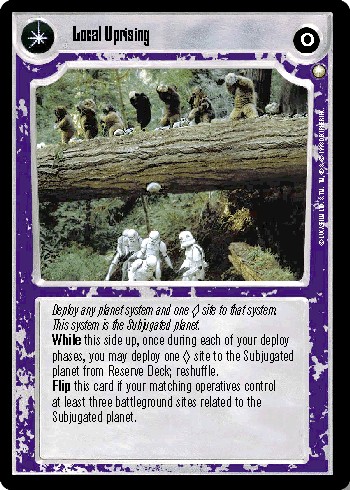 Local Uprising
0
Deploy any planet system and one ◊ site to that system.
This system is the Subjugated planet.
While this side up, once during each of your deploy
phases, you may deploy one ◊ site to the Subjugated
planet from Reserve Deck; reshuffle.
Flip this card if your matching operatives control
at least three battleground sites related to the
Subjugated planet.